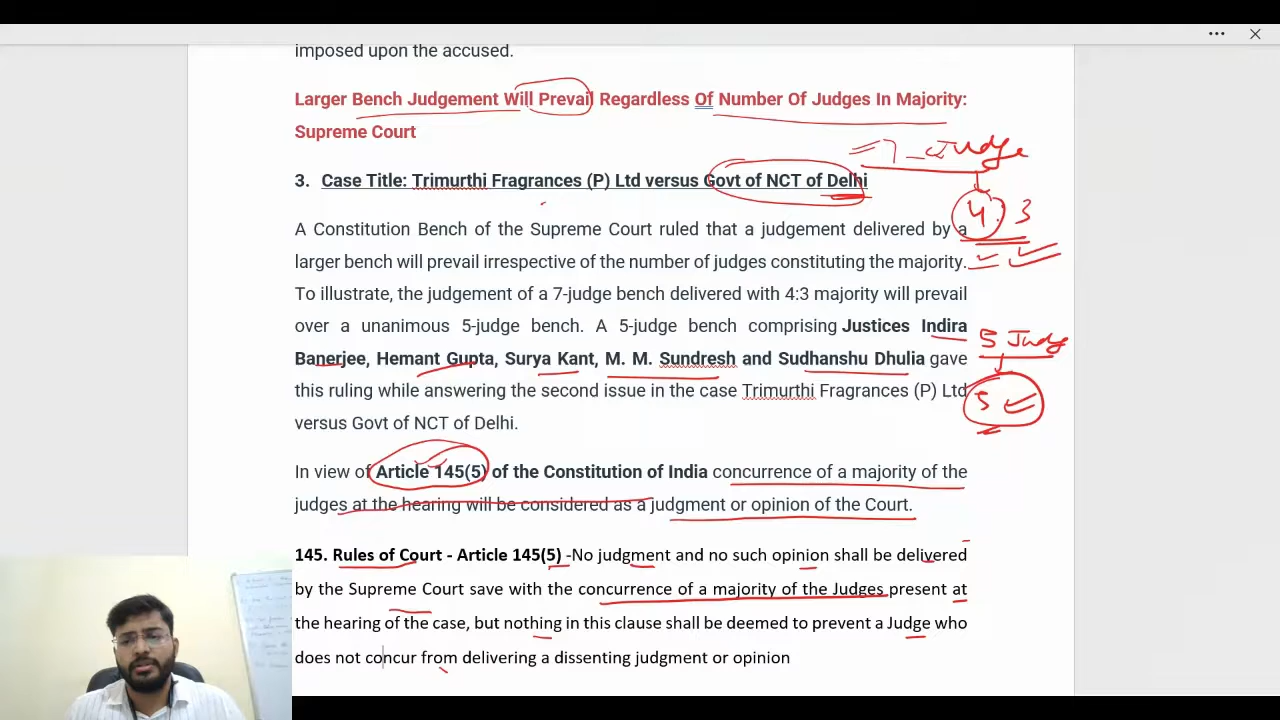 imposed upon the accused.
Larger Bench Judgement Will Prevail Regardless Of Number Of Judges In Majority:
Supreme Court
3. Case Title: Trimurthi Fragrances (P) Ltd versus Govt of NCT of Delhi
7 Judge
4 : 3
A Constitution Bench of the Supreme Court ruled that a judgement delivered by a
larger bench will prevail irrespective of the number of judges constituting the majority.
To illustrate, the judgement of a 7-judge bench delivered with 4:3 majority will prevail
over a unanimous 5-judge bench. A 5-judge bench comprising Justices Indira
5 Judge
Banerjee, Hemant Gupta, Surya Kant, M. M. Sundresh and Sudhanshu Dhulia gave
this ruling while answering the second issue in the case Trimurthi Fragrances (P) Ltd
5
versus Govt of NCT of Delhi.
In view of Article 145(5) of the Constitution of India concurrence of a majority of the
judges at the hearing will be considered as a judgment or opinion of the Court.
145. Rules of Court - Article 145(5) -No judgment and no such opinion shall be delivered
by the Supreme Court save with the concurrence of a majority of the Judges present at
the hearing of the case, but nothing in this clause shall be deemed to prevent a Judge who
does not concur from delivering a dissenting judgment or opinion